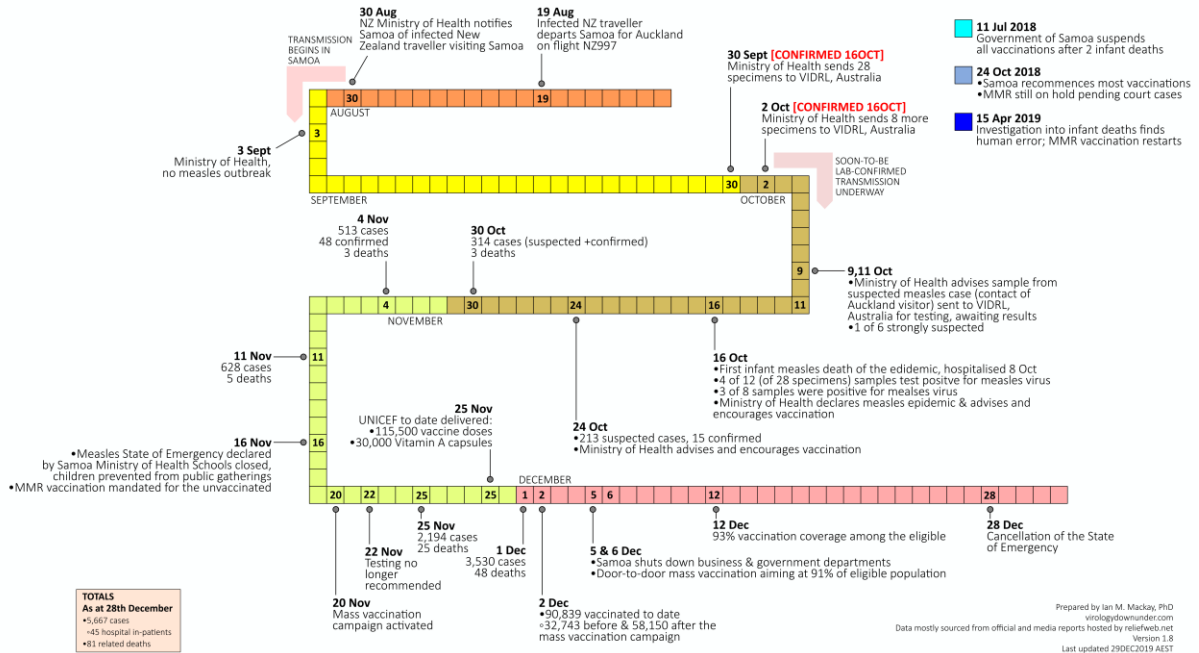 30 Aug
NZ Ministry of Health notifies
Samoa of infected New
Zealand traveller visiting Samoa
19 Aug
Infected NZ traveller
departs Samoa for Auckland
on flight NZ997
TRANSMISSION
BEGINS IN
SAMOA
30 Sept [CONFIRMED 16OCT]
Ministry of Health sends 28
specimens to VIDRL, Australia
11 Jul 2018
Government of Samoa suspends
all vaccinations after 2 infant deaths
24 Oct 2018
•Samoa recommences most vaccinations
•MMR still on hold pending court cases
15 Apr 2019
Investigation into infant deaths finds
human error; MMR vaccination restarts
30
19
AUGUST
2 Oct [CONFIRMED 16OCT]
Ministry of Health sends 8 more
specimens to VIDRL, Australia
3
3 Sept
Ministry of Health,
no measles outbreak
SOON-TO-BE
LAB-CONFIRMED
TRANSMISSION
UNDERWAY
30
2
SEPTEMBER
OCTOBER
4 Nov
513 cases
48 confirmed
3 deaths
30 Oct
314 cases (suspected +confirmed)
3 deaths
9
9,11 Oct
•Ministry of Health advises sample from
suspected measles case (contact of
Auckland visitor) sent to VIDRL,
Australia for testing, awaiting results
•1 of 6 strongly suspected
4
30
24
16
11
NOVEMBER
11 Nov
628 cases
5 deaths
11
16 Oct
•First infant measles death of the edidemic, hospitalised 8 Oct
•4 of 12 (of 28 specimens) samples test positve for measles virus
•3 of 8 samples were positive for mealses virus
•Ministry of Health declares measles epidemic & advises and
encourages vaccination
25 Nov
UNICEF to date delivered:
•115,500 vaccine doses
•30,000 Vitamin A capsules
24 Oct
•213 suspected cases, 15 confirmed
•Ministry of Health advises and encourages vaccination
16 Nov
•Measles State of Emergency declared
by Samoa Ministry of Health Schools closed,
children prevented from public gatherings
•MMR vaccination mandated for the unvaccinated
16
DECEMBER
20
22
25
25
1
2
5
6
12
28
25 Nov
2,194 cases
25 deaths
22 Nov
Testing no
longer
recommended
20 Nov
Mass vaccination
campaign activated
1 Dec
3,530 cases
48 deaths
2 Dec
•90,839 vaccinated to date
◦32,743 before & 58,150 after the
mass vaccination campaign
5 & 6 Dec
•Samoa shuts down business & government departments
•Door-to-door mass vaccination aiming at 91% of eligible population
12 Dec
93% vaccination coverage among the eligible
28 Dec
Cancellation of the State
of Emergency
TOTALS
As at 28th December
•5,667 cases
◦45 hospital in-patients
•81 related deaths
Prepared by Ian M. Mackay, PhD
virologydownunder.com
Data mostly sourced from official and media reports hosted by reliefweb.net
Version 1.8
Last updated 29DEC2019 AEST